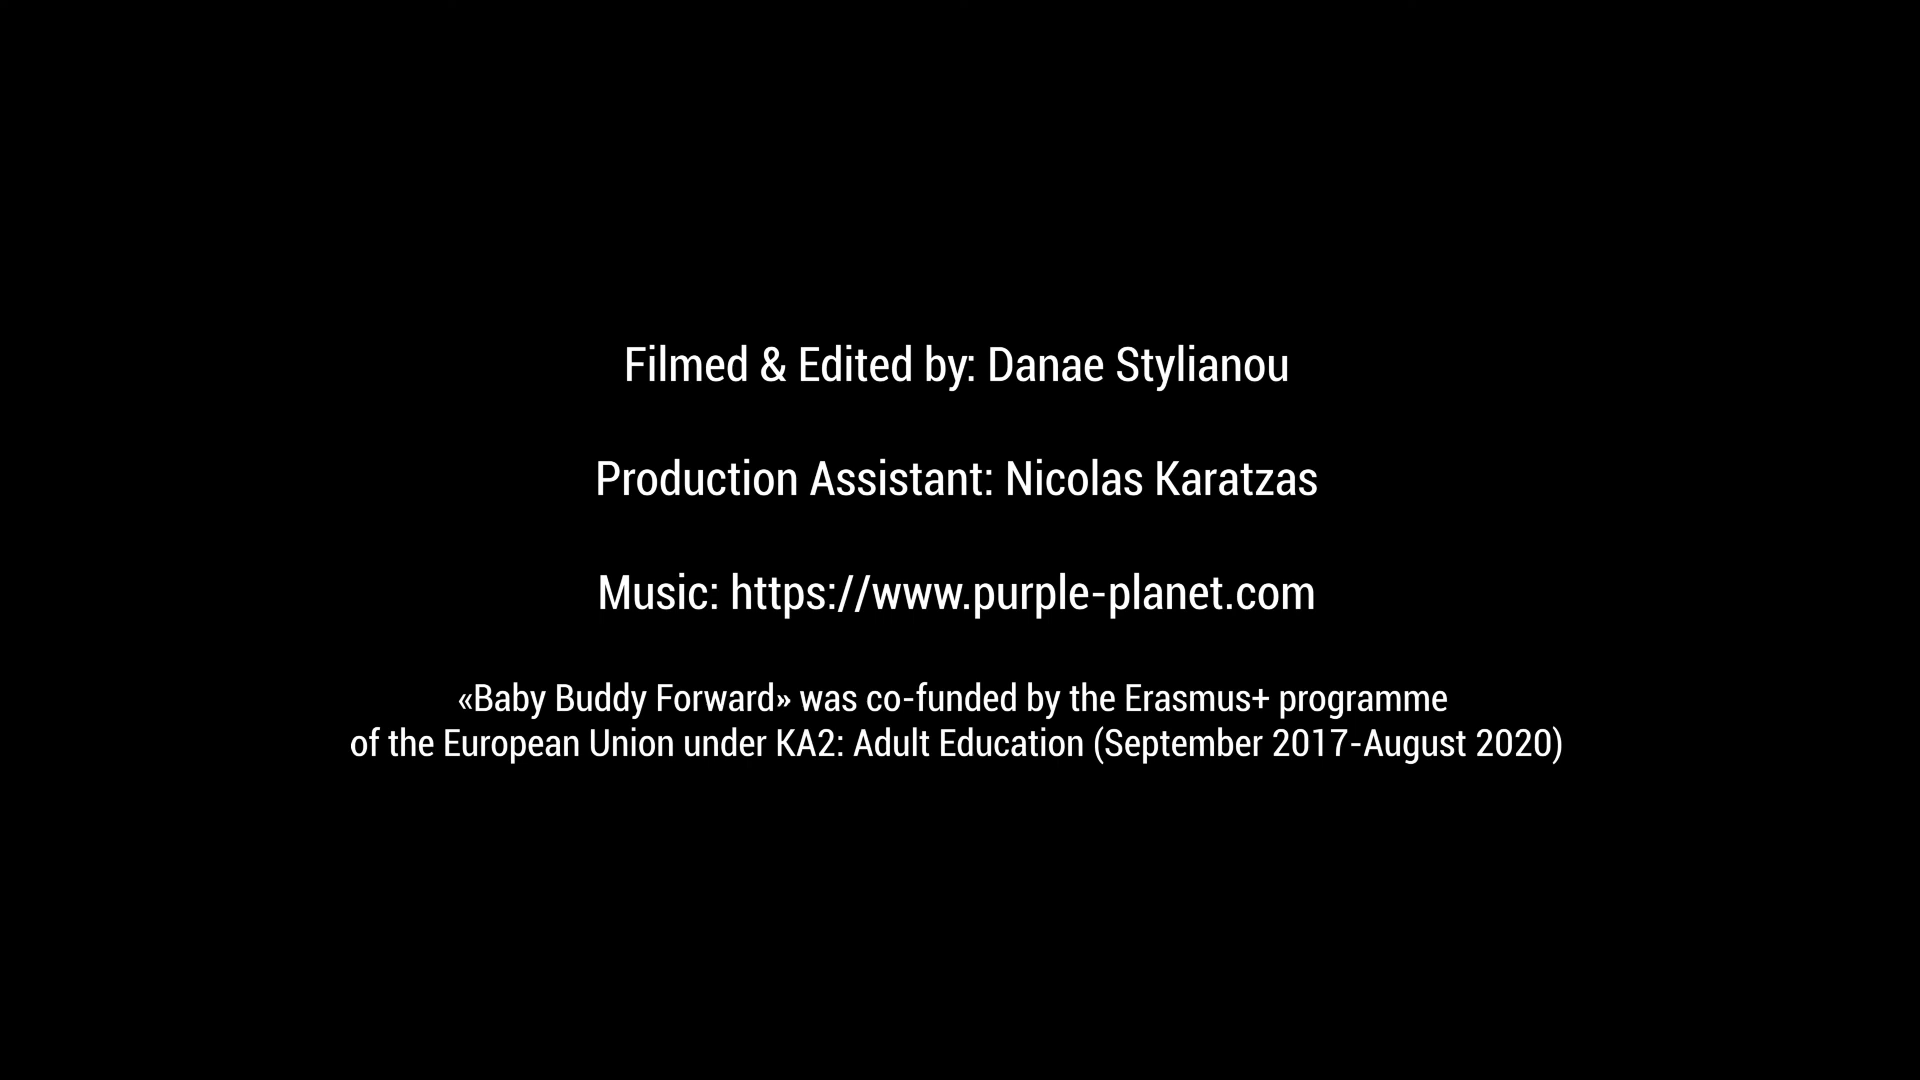 Filmed & Edited by: Danae Stylianou
Production Assistant: Nicolas Karatzas
Music: https://www.purple-planet.com
«Baby Buddy Forward» was co-funded by the Erasmus+ programme
of the European Union under KA2: Adult Education (September 2017-August 2020)